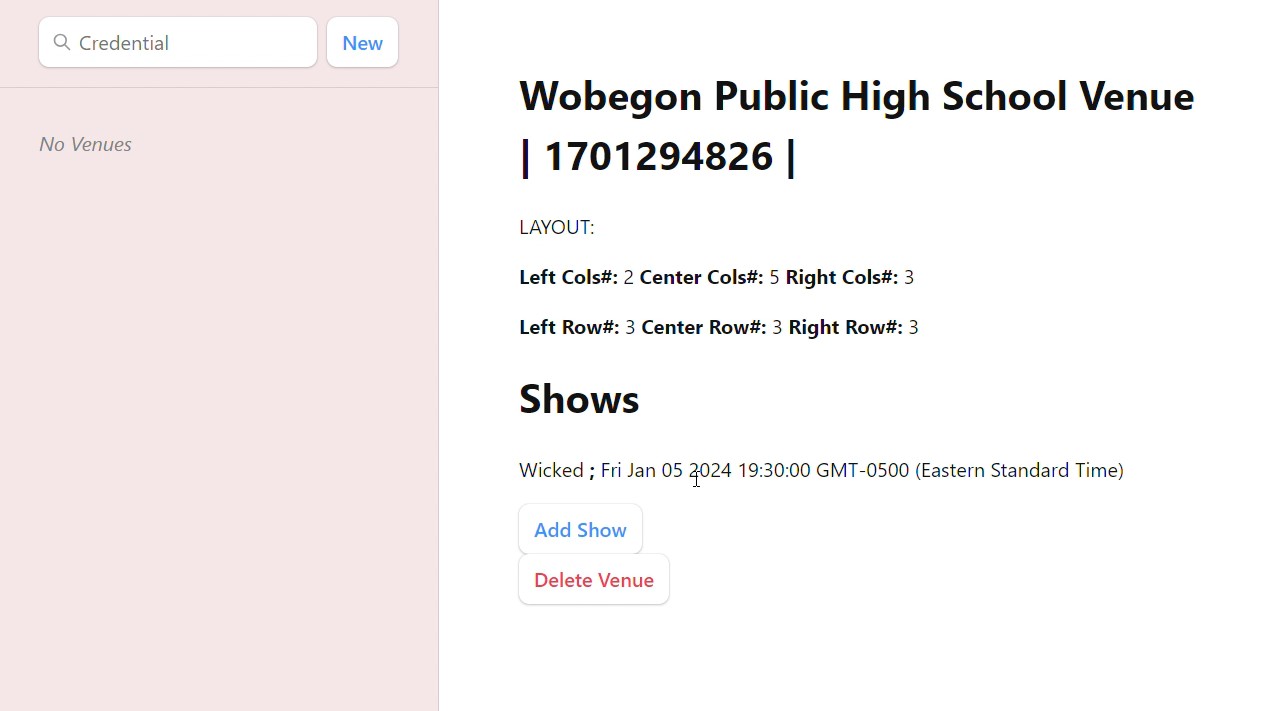 Credential
New
No Venues
Wobegon Public High School Venue
| 1701294826 |
LAYOUT:
Left Cols#: 2 Center Cols#: 5 Right Cols#: 3
Left Row#: 3 Center Row#: 3 Right Row#: 3
Shows
Wicked ; Fri Jan 05 2024 19:30:00 GMT-0500 (Eastern Standard Time)
Add Show
Delete Venue